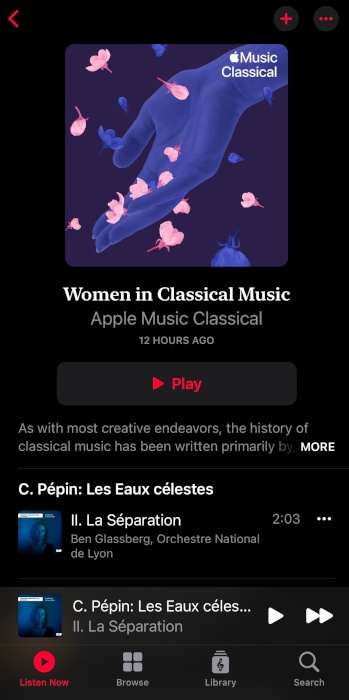 Music
Classical
Women in Classical Music
Apple Music Classical
12 HOURS AGO
Play
As with most creative endeavors, the history of
classical music has been written primarily by, MORE
C. Pépin: Les Eaux célestes
II. La Séparation
2:03
Ben Glassberg, Orchestre National
de Lyon
C. Pépin: Les Eaux céles...
II. La Séparation
Listen Now
Browse
Library
Search